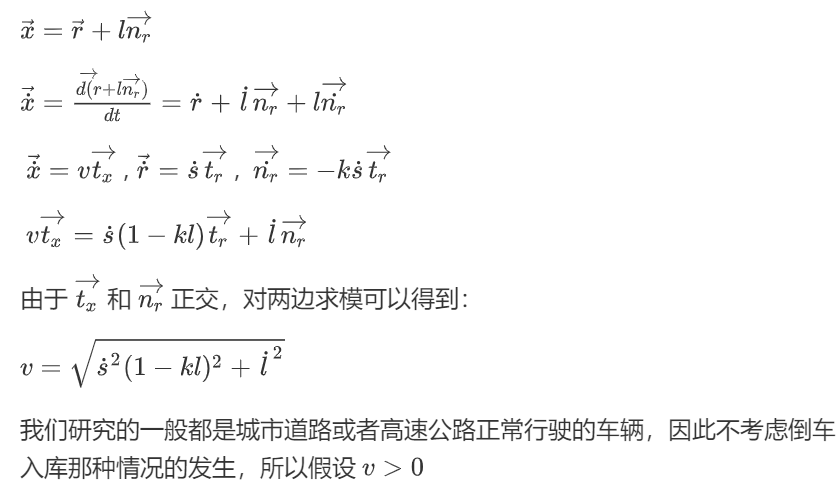 $\vec{x} = \vec{r} + l\overrightarrow{n_r}$
$\vec{\dot{x}} = \frac{\overrightarrow{d}(r + l\overrightarrow{n_r})}{dt} = \dot{r} + \dot{l}\,\overrightarrow{n_r} + l\overrightarrow{\dot{n_r}}$
$\vec{\dot{x}} = v\overrightarrow{t_x}$ , $\vec{\dot{r}} = \dot{s}\,\overrightarrow{t_r}$ , $\overrightarrow{\dot{n_r}} = -k\dot{s}\,\overrightarrow{t_r}$
$v\overrightarrow{t_x} = \dot{s}(1 - kl)\overrightarrow{t_r} + \dot{l}\,\overrightarrow{n_r}$
由于 $\overrightarrow{t_x}$ 和 $\overrightarrow{n_r}$ 正交，对两边求模可以得到：
$v = \sqrt{\dot{s}^2(1 - kl)^2 + \dot{l}^2}$
我们研究的一般都是城市道路或者高速公路正常行驶的车辆，因此不考虑倒车
入库那种情况的发生，所以假设 $v > 0$